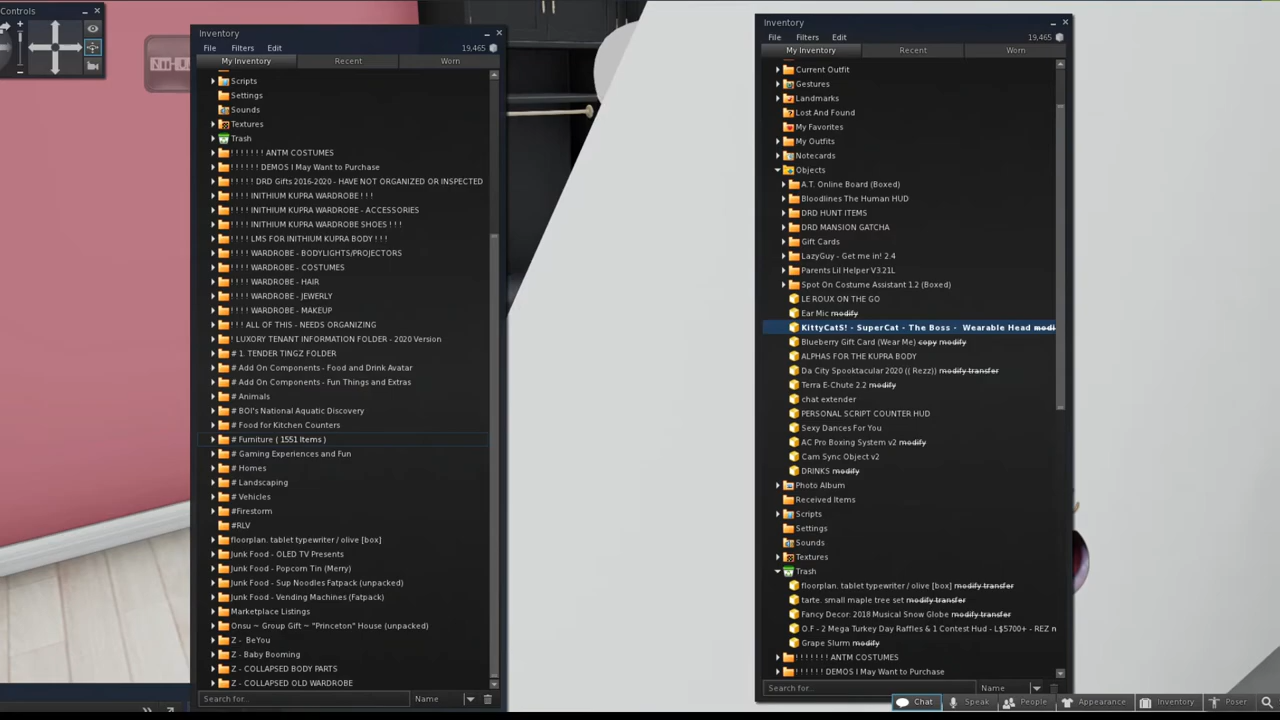 Controls
Inventory
File Filters Edit 19,465
My Inventory Recent Worn
Scripts
Settings
Sounds
Textures
Trash
! ! ! ! ! ! ! ANTM COSTUMES
! ! ! ! ! ! DEMOS I May Want to Purchase
! ! ! ! ! DRD Gifts 2016-2020 - HAVE NOT ORGANIZED OR INSPECTED
! ! ! ! INITHIUM KUPRA WARDROBE ! ! !
! ! ! ! INITHIUM KUPRA WARDROBE - ACCESSORIES
! ! ! ! INITHIUM KUPRA WARDROBE SHOES ! ! !
! ! ! ! LMS FOR INITHIUM KUPRA BODY ! ! !
! ! ! ! WARDROBE - BODYLIGHTS/PROJECTORS
! ! ! ! WARDROBE - COSTUMES
! ! ! ! WARDROBE - HAIR
! ! ! ! WARDROBE - JEWERLY
! ! ! ! WARDROBE - MAKEUP
! ! ! ALL OF THIS - NEEDS ORGANIZING
! LUXORY TENANT INFORMATION FOLDER - 2020 Version
# 1. TENDER TINGZ FOLDER
# Add On Components - Food and Drink Avatar
# Add On Components - Fun Things and Extras
# Animals
# BOI's National Aquatic Discovery
# Food for Kitchen Counters
# Furniture ( 1551 Items )
# Gaming Experiences and Fun
# Homes
# Landscaping
# Vehicles
#Firestorm
#RLV
floorplan. tablet typewriter / olive [box]
Junk Food - OLED TV Presents
Junk Food - Popcorn Tin (Merry)
Junk Food - Sup Noodles Fatpack (unpacked)
Junk Food - Vending Machines (Fatpack)
Marketplace Listings
Onsu ~ Group Gift ~ "Princeton" House (unpacked)
Z - BeYou
Z - Baby Booming
Z - COLLAPSED BODY PARTS
Z - COLLAPSED OLD WARDROBE
Search for... Name
Inventory
File Filters Edit 19,465
My Inventory Recent Worn
Current Outfit
Gestures
Landmarks
Lost And Found
My Favorites
My Outfits
Notecards
Objects
A.T. Online Board (Boxed)
Bloodlines The Human HUD
DRD HUNT ITEMS
DRD MANSION GATCHA
Gift Cards
LazyGuy - Get me in! 2.4
Parents Lil Helper V3.21L
Spot On Costume Assistant 1.2 (Boxed)
LE ROUX ON THE GO
Ear Mic modify
KittyCatS! - SuperCat - The Boss - Wearable Head modi
Blueberry Gift Card (Wear Me) copy modify
ALPHAS FOR THE KUPRA BODY
Da City Spooktacular 2020 (( Rezz)) modify transfer
Terra E-Chute 2.2 modify
chat extender
PERSONAL SCRIPT COUNTER HUD
Sexy Dances For You
AC Pro Boxing System v2 modify
Cam Sync Object v2
DRINKS modify
Photo Album
Received Items
Scripts
Settings
Sounds
Textures
Trash
floorplan. tablet typewriter / olive [box] modify transfer
tarte. small maple tree set modify transfer
Fancy Decor: 2018 Musical Snow Globe modify transfer
O.F - 2 Mega Turkey Day Raffles & 1 Contest Hud - L$5700+ - REZ n
Grape Slurm modify
! ! ! ! ! ! ! ANTM COSTUMES
! ! ! ! ! ! DEMOS I May Want to Purchase
Search for... Name
Chat Speak People Appearance Inventory Poser